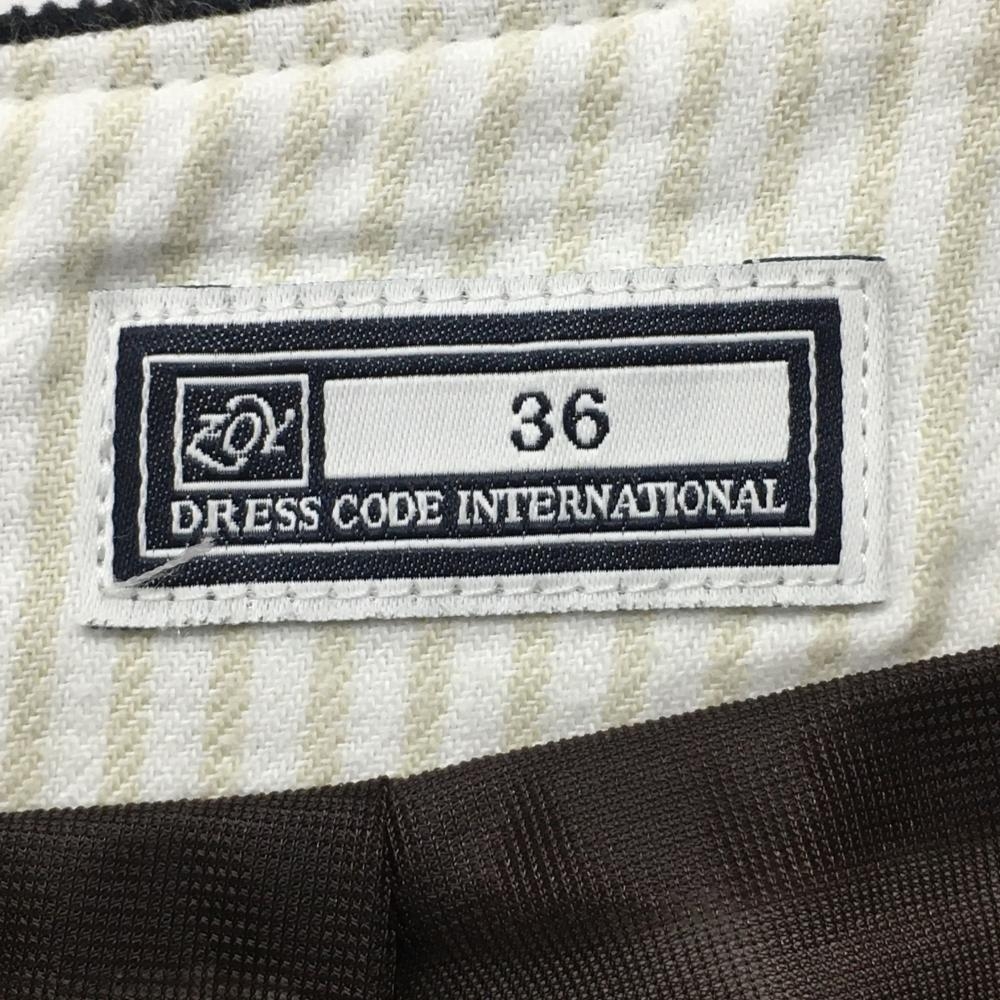 ZOY
36
DRESS CODE INTERNATIONAL